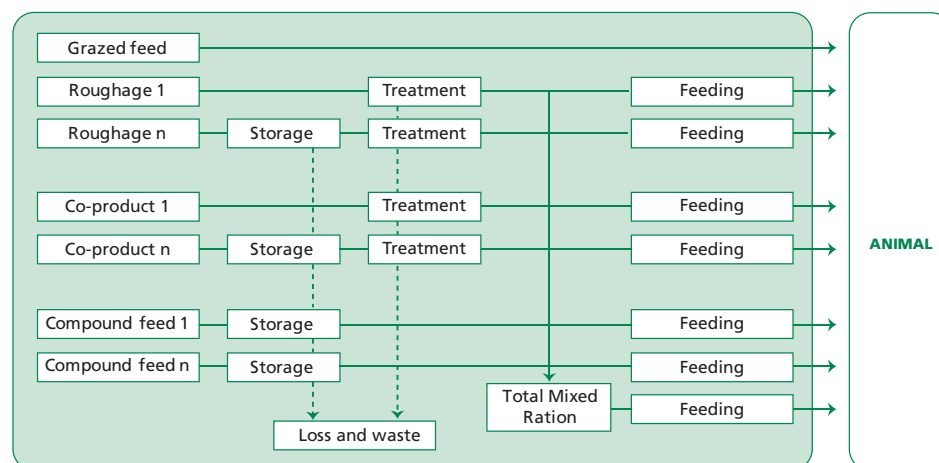 Grazed feed
Roughage 1
Treatment
Feeding
Roughage n
Storage
Treatment
Feeding
Co-product 1
Treatment
Feeding
Co-product n
Storage
Treatment
Feeding
ANIMAL
Compound feed 1
Storage
Feeding
Compound feed n
Storage
Feeding
Total Mixed
Ration
Feeding
Loss and waste